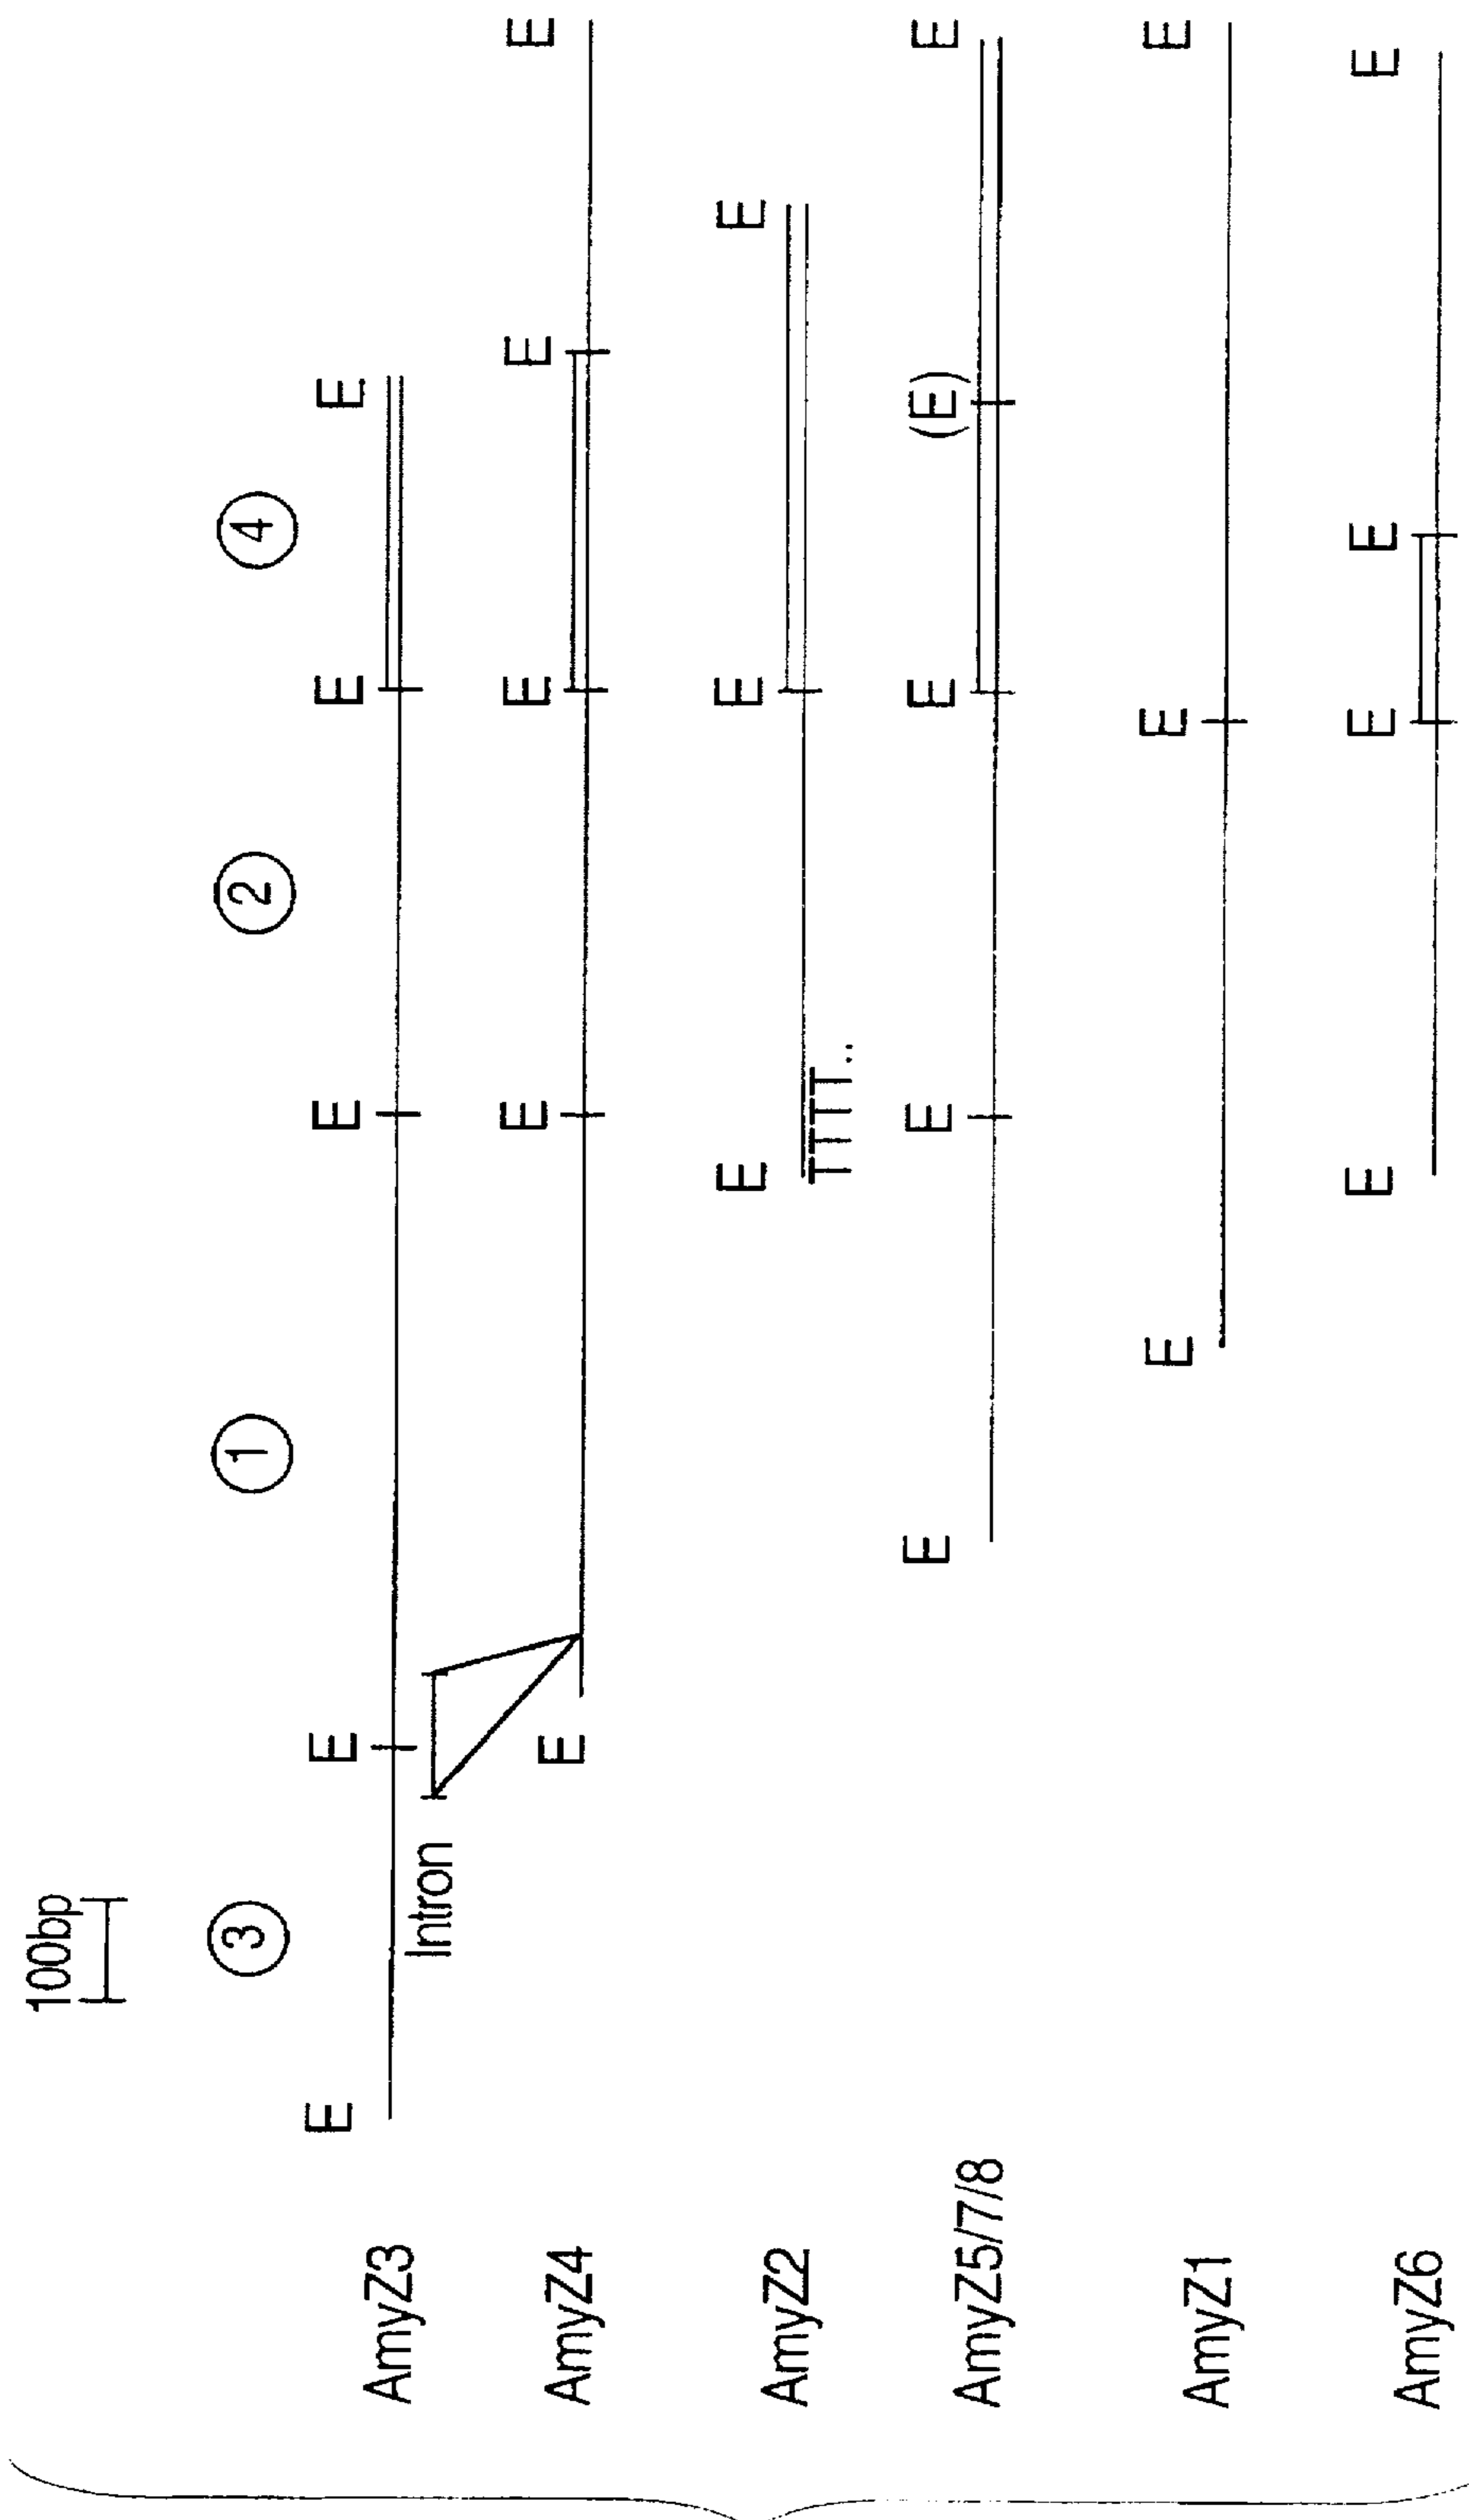 100bp
③ ① ② ④
AmyZ3 E E E E E
Intron
AmyZ4 E E E E E
AmyZ2 E E E
TTTT..
AmyZ5/7/8 E E E (E) E
AmyZ1 E E E
AmyZ6 E E E E